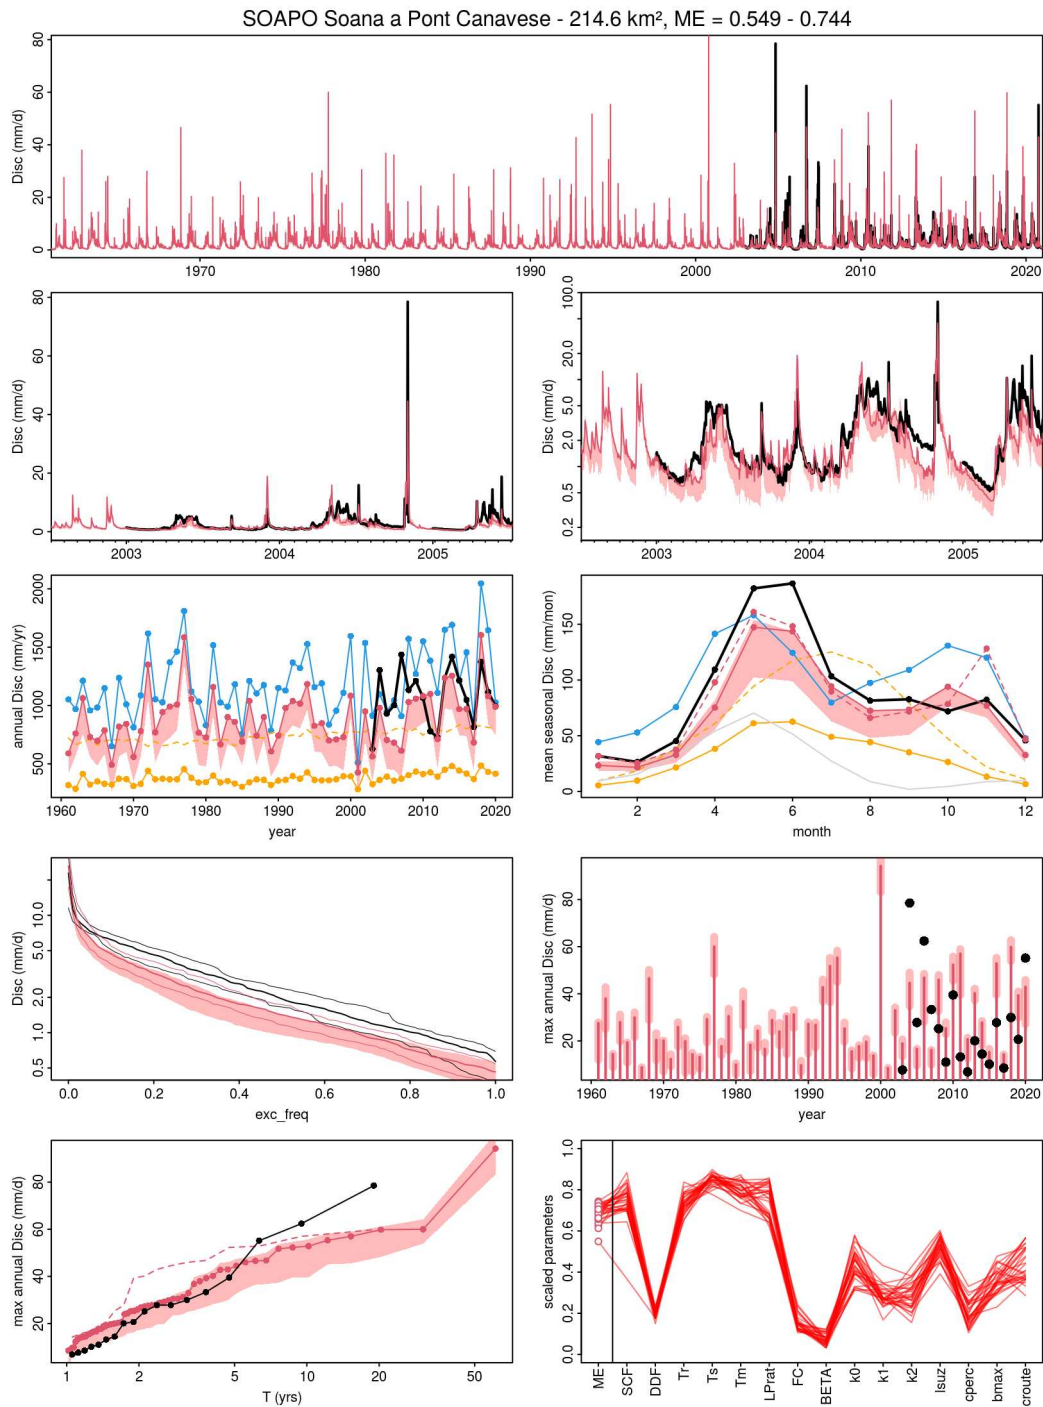 SOAPO Soana a Pont Canavese - 214.6 km², ME = 0.549 - 0.744
Disc (mm/d)
0 20 40 60 80
1970 1980 1990 2000 2010 2020
Disc (mm/d)
0 20 40 60 80
2003 2004 2005
Disc (mm/d)
0.2 0.5 2.0 5.0 20.0 100.0
2003 2004 2005
annual Disc (mm/yr)
500 1000 1500 2000
1960 1970 1980 1990 2000 2010 2020
year
mean seasonal Disc (mm/mon)
0 50 100 150
2 4 6 8 10 12
month
Disc (mm/d)
0.5 1.0 2.0 5.0 10.0
0.0 0.2 0.4 0.6 0.8 1.0
exc_freq
max annual Disc (mm/d)
20 40 60 80
1960 1970 1980 1990 2000 2010 2020
year
max annual Disc (mm/d)
20 40 60 80
1 2 5 10 20 50
T (yrs)
scaled parameters
0.0 0.2 0.4 0.6 0.8 1.0
ME SCF DDF Tr Ts Tm LPrat FC BETA k0 k1 k2 lsuz cperc bmax croute